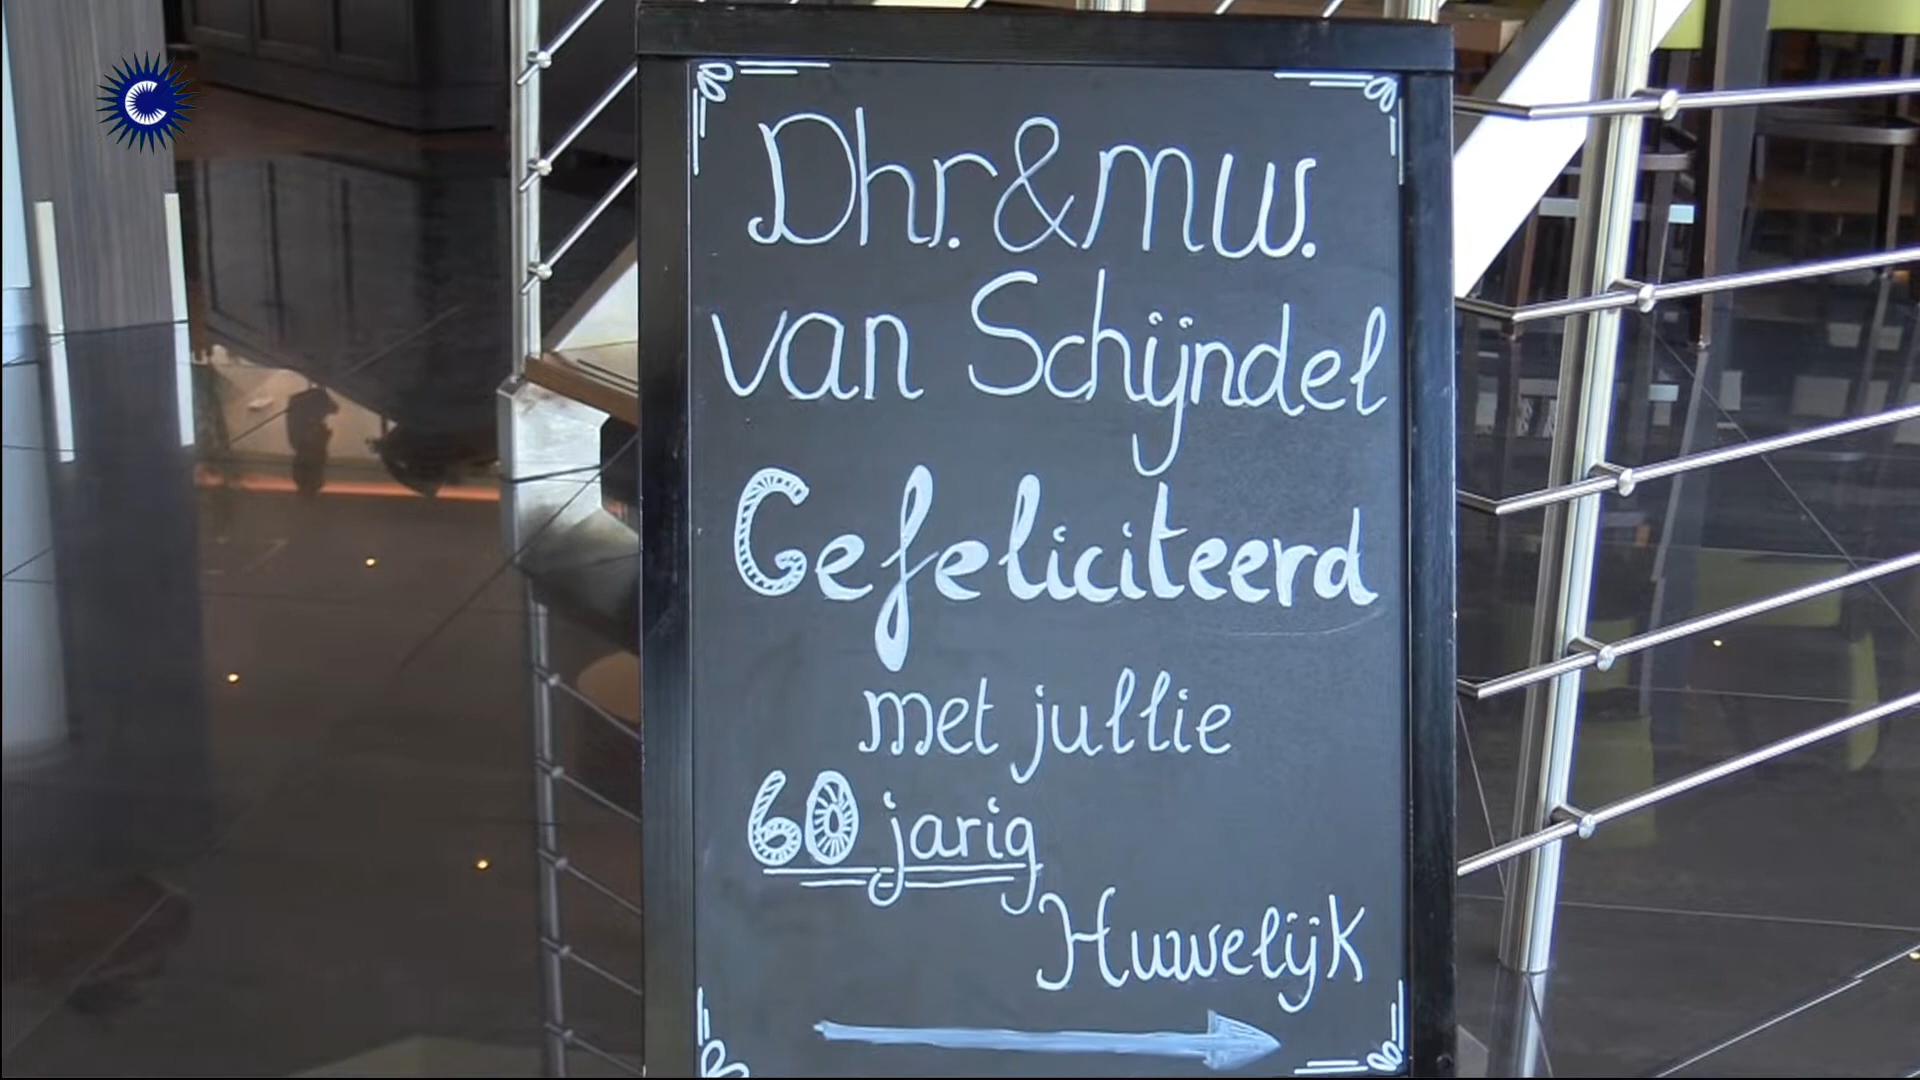 Dhr. & mw.
van Schijndel
Gefeliciteerd
met jullie
60 jarig
Huwelijk
C